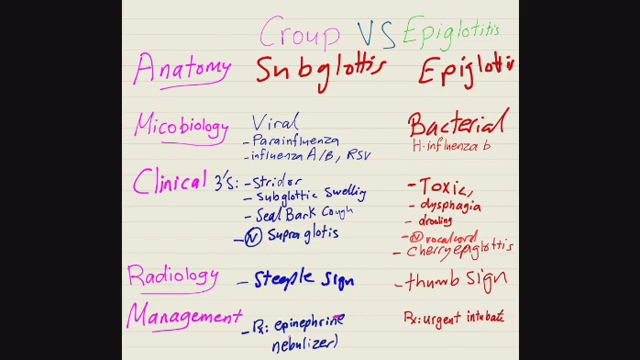 Croup VS Epiglotitis
Anatomy Subglottis Epiglottis
Micobiology Viral Bacterial
- Parainfluenza H. influenza b
- influenza A/B, RSV
Clinical 3's: - Stridor - Toxic,
- Subglottic Swelling - dysphagia
- Seal Bark Cough - drooling
- N Supraglotis - N vocal cord
- Cherry epiglottis
Radiology - Steeple Sign - thumb sign
Management - Rx: epinephrine Rx: urgent intubate
nebulizer)